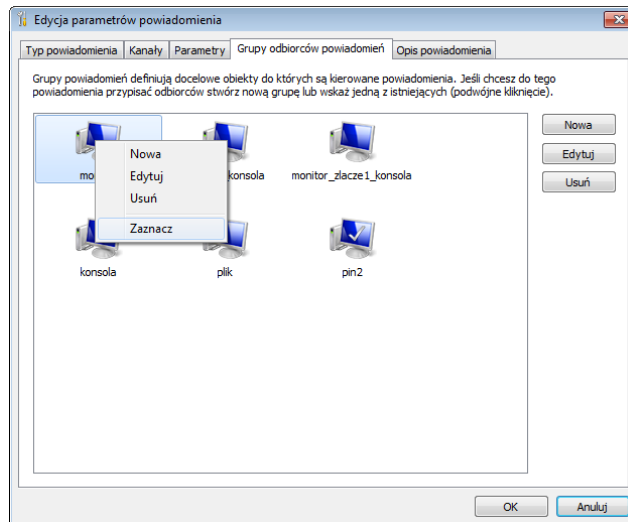 Edycja parametrów powiadomienia
Typ powiadomienia
Kanały
Parametry
Grupy odbiorców powiadomień
Opis powiadomienia
Grupy powiadomień definiują docelowe obiekty do których są kierowane powiadomienia. Jeśli chcesz do tego
powiadomienia przypisać odbiorców stwórz nową grupę lub wskaż jedną z istniejących (podwójne kliknięcie).
Nowa
Edytuj
Usuń
konsola
monitor_zlacze1_konsola
Nowa
Edytuj
Usuń
Zaznacz
konsola
plik
pin2
OK
Anuluj